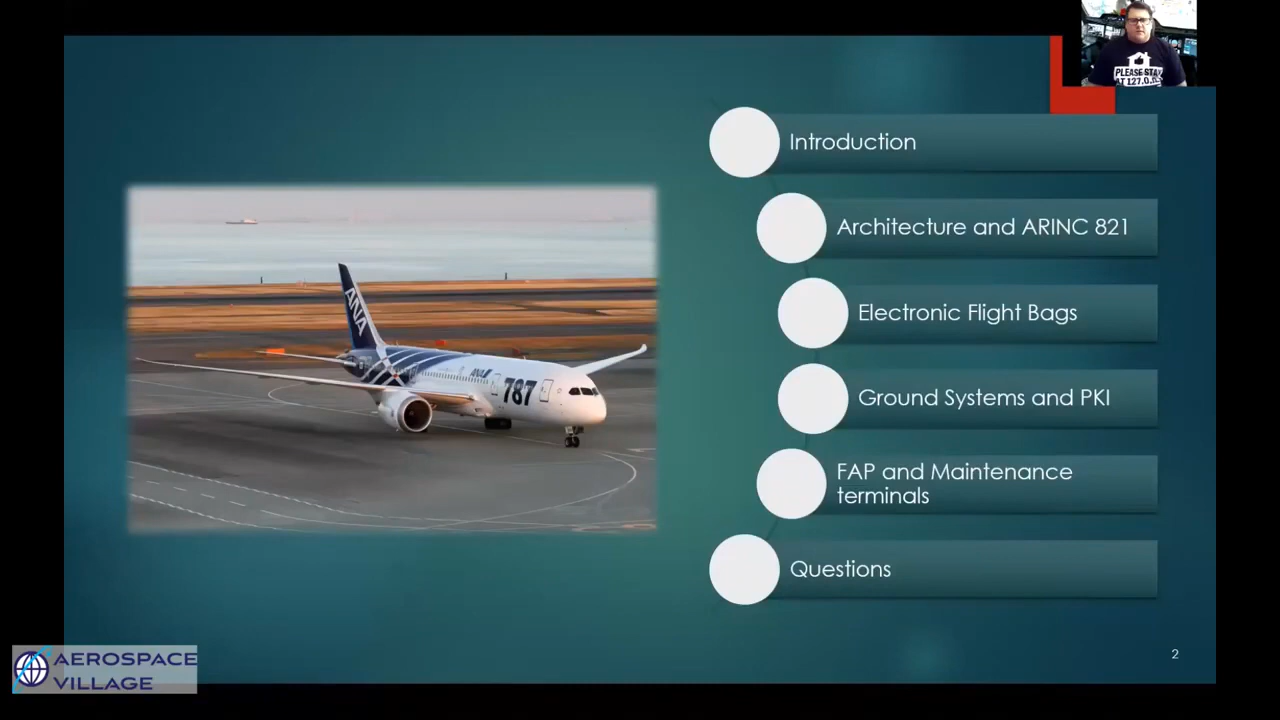 PLEASE STAY
AT 127.0.0.1
Introduction
Architecture and ARINC 821
Electronic Flight Bags
Ground Systems and PKI
FAP and Maintenance
terminals
Questions
ANA
ANA
787
2
AEROSPACE
VILLAGE